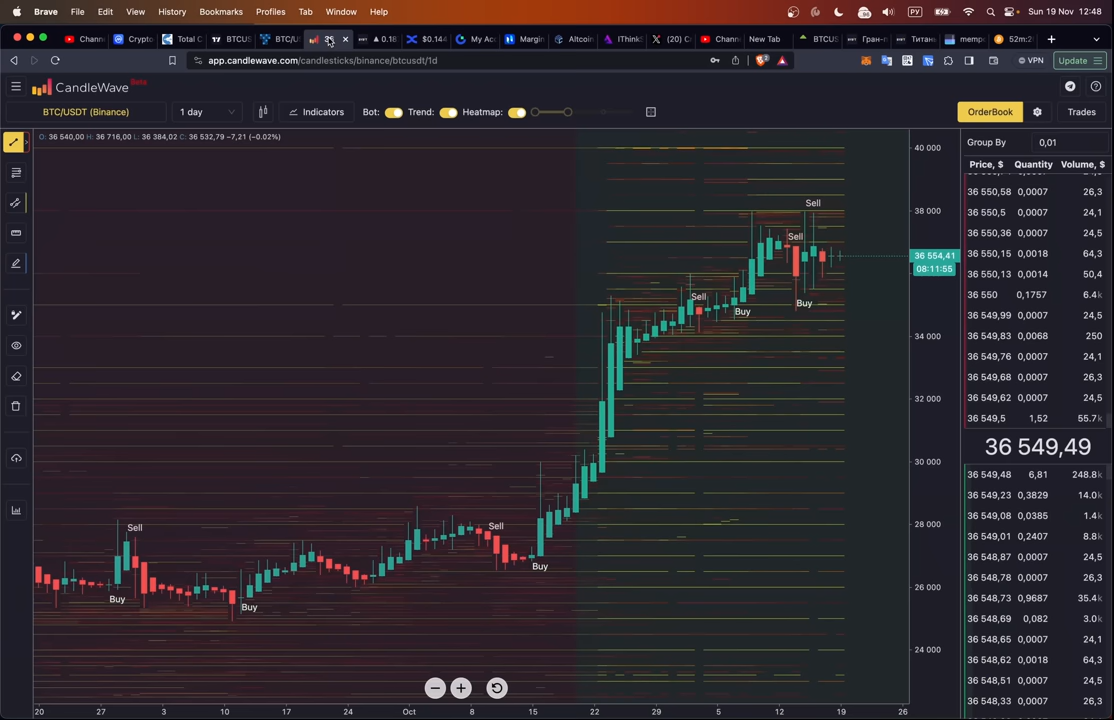 Brave File Edit View History Bookmarks Profiles Tab Window Help
96 РУ Sun 19 Nov 12:48
Chann Crypto Total C BTCUS BTC/U 36 ▲ 0.18 $0.144 My Acc Margin Altcoin IThink (20) C Chann New Tab BTCUS Гран-п Титан memp 52m:2
app.candlewave.com/candlesticks/binance/btcusdt/1d
VPN Update
CandleWave Beta
BTC/USDT (Binance) 1 day Indicators Bot: Trend: Heatmap: OrderBook Trades
O: 36 540,00 H: 36 716,00 L: 36 384,02 C: 36 532,79 −7,21 (−0.02%)
Group By 0,01
Price, $ Quantity Volume, $
36 550,58 0,0007 26,3
36 550,5 0,0007 24,1
36 550,36 0,0007 24,5
36 550,15 0,0018 64,3
36 550,13 0,0014 50,4
36 550 0,1757 6.4k
36 549,99 0,0007 24,5
36 549,83 0,0068 250
36 549,76 0,0007 24,1
36 549,68 0,0007 26,3
36 549,62 0,0007 24,5
36 549,5 1,52 55.7k
36 549,49
36 549,48 6,81 248.8k
36 549,23 0,3829 14.0k
36 549,08 0,0385 1.4k
36 549,01 0,2407 8.8k
36 548,87 0,0007 24,5
36 548,78 0,0007 26,3
36 548,73 0,9687 35.4k
36 548,69 0,082 3.0k
36 548,65 0,0007 24,1
36 548,62 0,0018 64,3
36 548,51 0,0007 24,5
36 548,33 0,0007 24,1
40 000
38 000
36 554,41
08:11:55
34 000
32 000
30 000
28 000
26 000
24 000
Sell
Sell
Sell
Buy
Buy
Sell
Sell
Buy
Buy
Buy
20 27 3 10 17 24 Oct 8 15 22 29 5 12 19 26